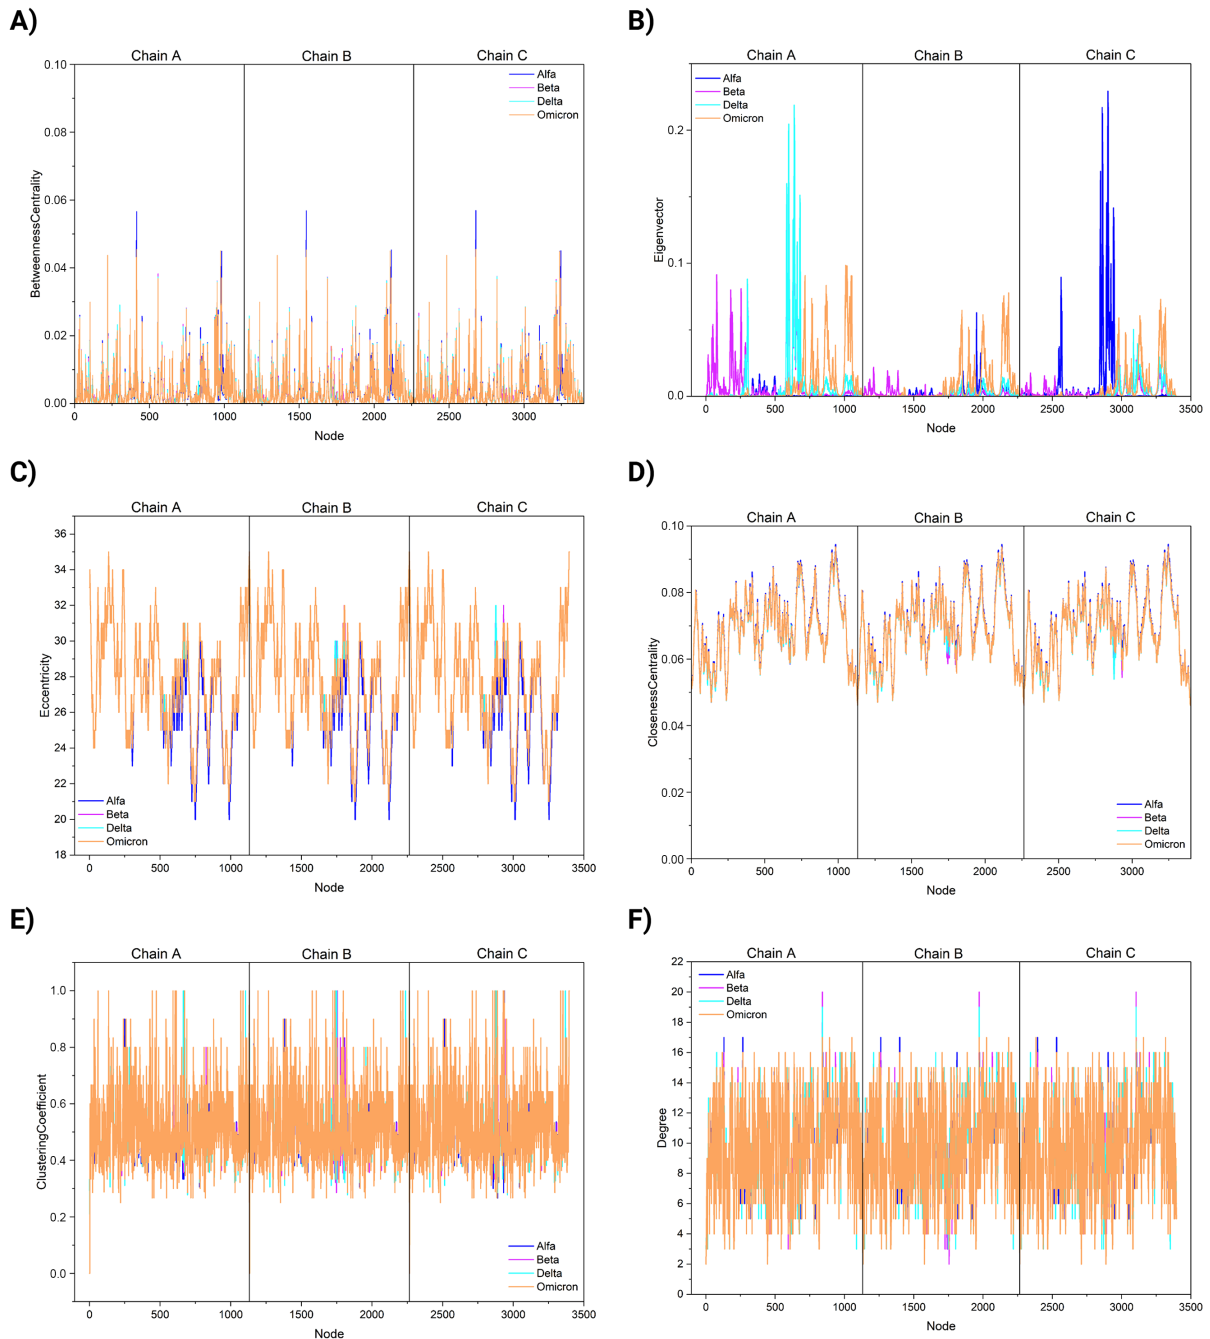 A)
Chain A Chain B Chain C
0.10
0.08
0.06
0.04
0.02
0.00
BetweennessCentrality
Alfa
Beta
Delta
Omicron
0 500 1000 1500 2000 2500 3000
Node
B)
Chain A Chain B Chain C
0.2
0.1
0.0
Eigenvector
Alfa
Beta
Delta
Omicron
0 500 1000 1500 2000 2500 3000 3500
Node
C)
Chain A Chain B Chain C
36
34
32
30
28
26
24
22
20
18
Eccentricity
Alfa
Beta
Delta
Omicron
0 500 1000 1500 2000 2500 3000 3500
Node
D)
Chain A Chain B Chain C
0.10
0.08
0.06
0.04
0.02
0.00
ClosenessCentrality
Alfa
Beta
Delta
Omicron
0 500 1000 1500 2000 2500 3000
Node
E)
Chain A Chain B Chain C
1.0
0.8
0.6
0.4
0.2
0.0
ClusteringCoefficient
Alfa
Beta
Delta
Omicron
0 500 1000 1500 2000 2500 3000 3500
Node
F)
Chain A Chain B Chain C
22
20
18
16
14
12
10
8
6
4
2
0
Degree
Alfa
Beta
Delta
Omicron
0 500 1000 1500 2000 2500 3000 3500
Node